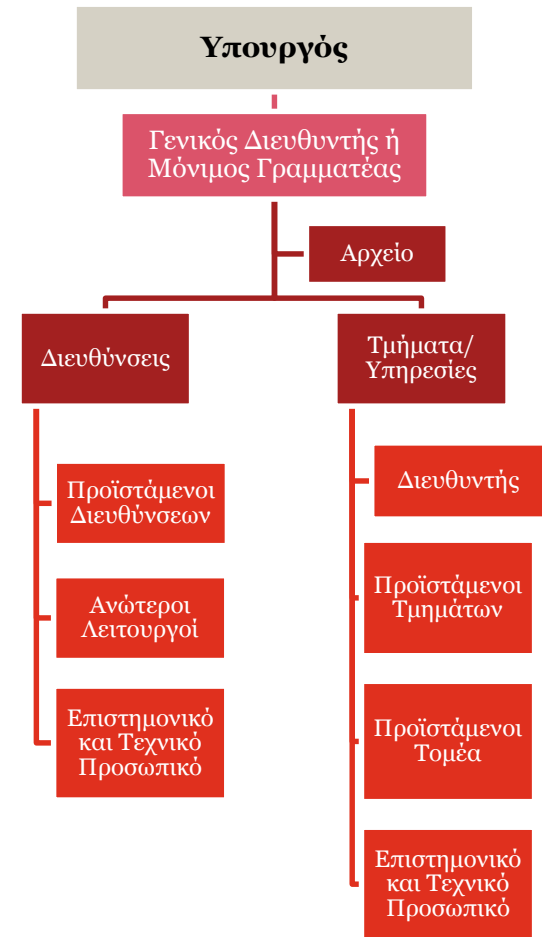 Υπουργός
Γενικός Διευθυντής ή
Μόνιμος Γραμματέας
Αρχείο
Διευθύνσεις
Προϊστάμενοι
Διευθύνσεων
Ανώτεροι
Λειτουργοί
Επιστημονικό
και Τεχνικό
Προσωπικό
Τμήματα/
Υπηρεσίες
Διευθυντής
Προϊστάμενοι
Τμημάτων
Προϊστάμενοι
Τομέα
Επιστημονικό
και Τεχνικό
Προσωπικό